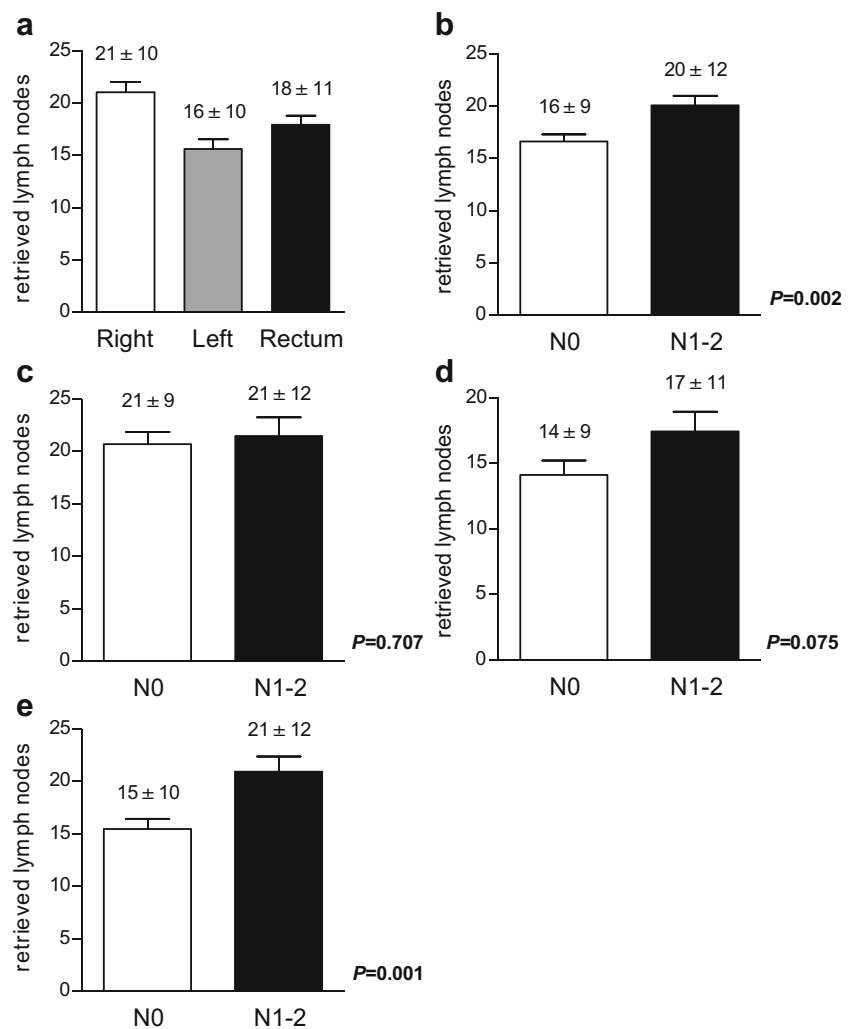 a
retrieved lymph nodes
25
20
15
10
5
0
21 ± 10
16 ± 10
18 ± 11
Right Left Rectum
b
retrieved lymph nodes
25
20
15
10
5
0
16 ± 9
20 ± 12
N0 N1-2
P=0.002
c
retrieved lymph nodes
25
20
15
10
5
0
21 ± 9
21 ± 12
N0 N1-2
P=0.707
d
retrieved lymph nodes
20
15
10
5
0
14 ± 9
17 ± 11
N0 N1-2
P=0.075
e
retrieved lymph nodes
25
20
15
10
5
0
15 ± 10
21 ± 12
N0 N1-2
P=0.001